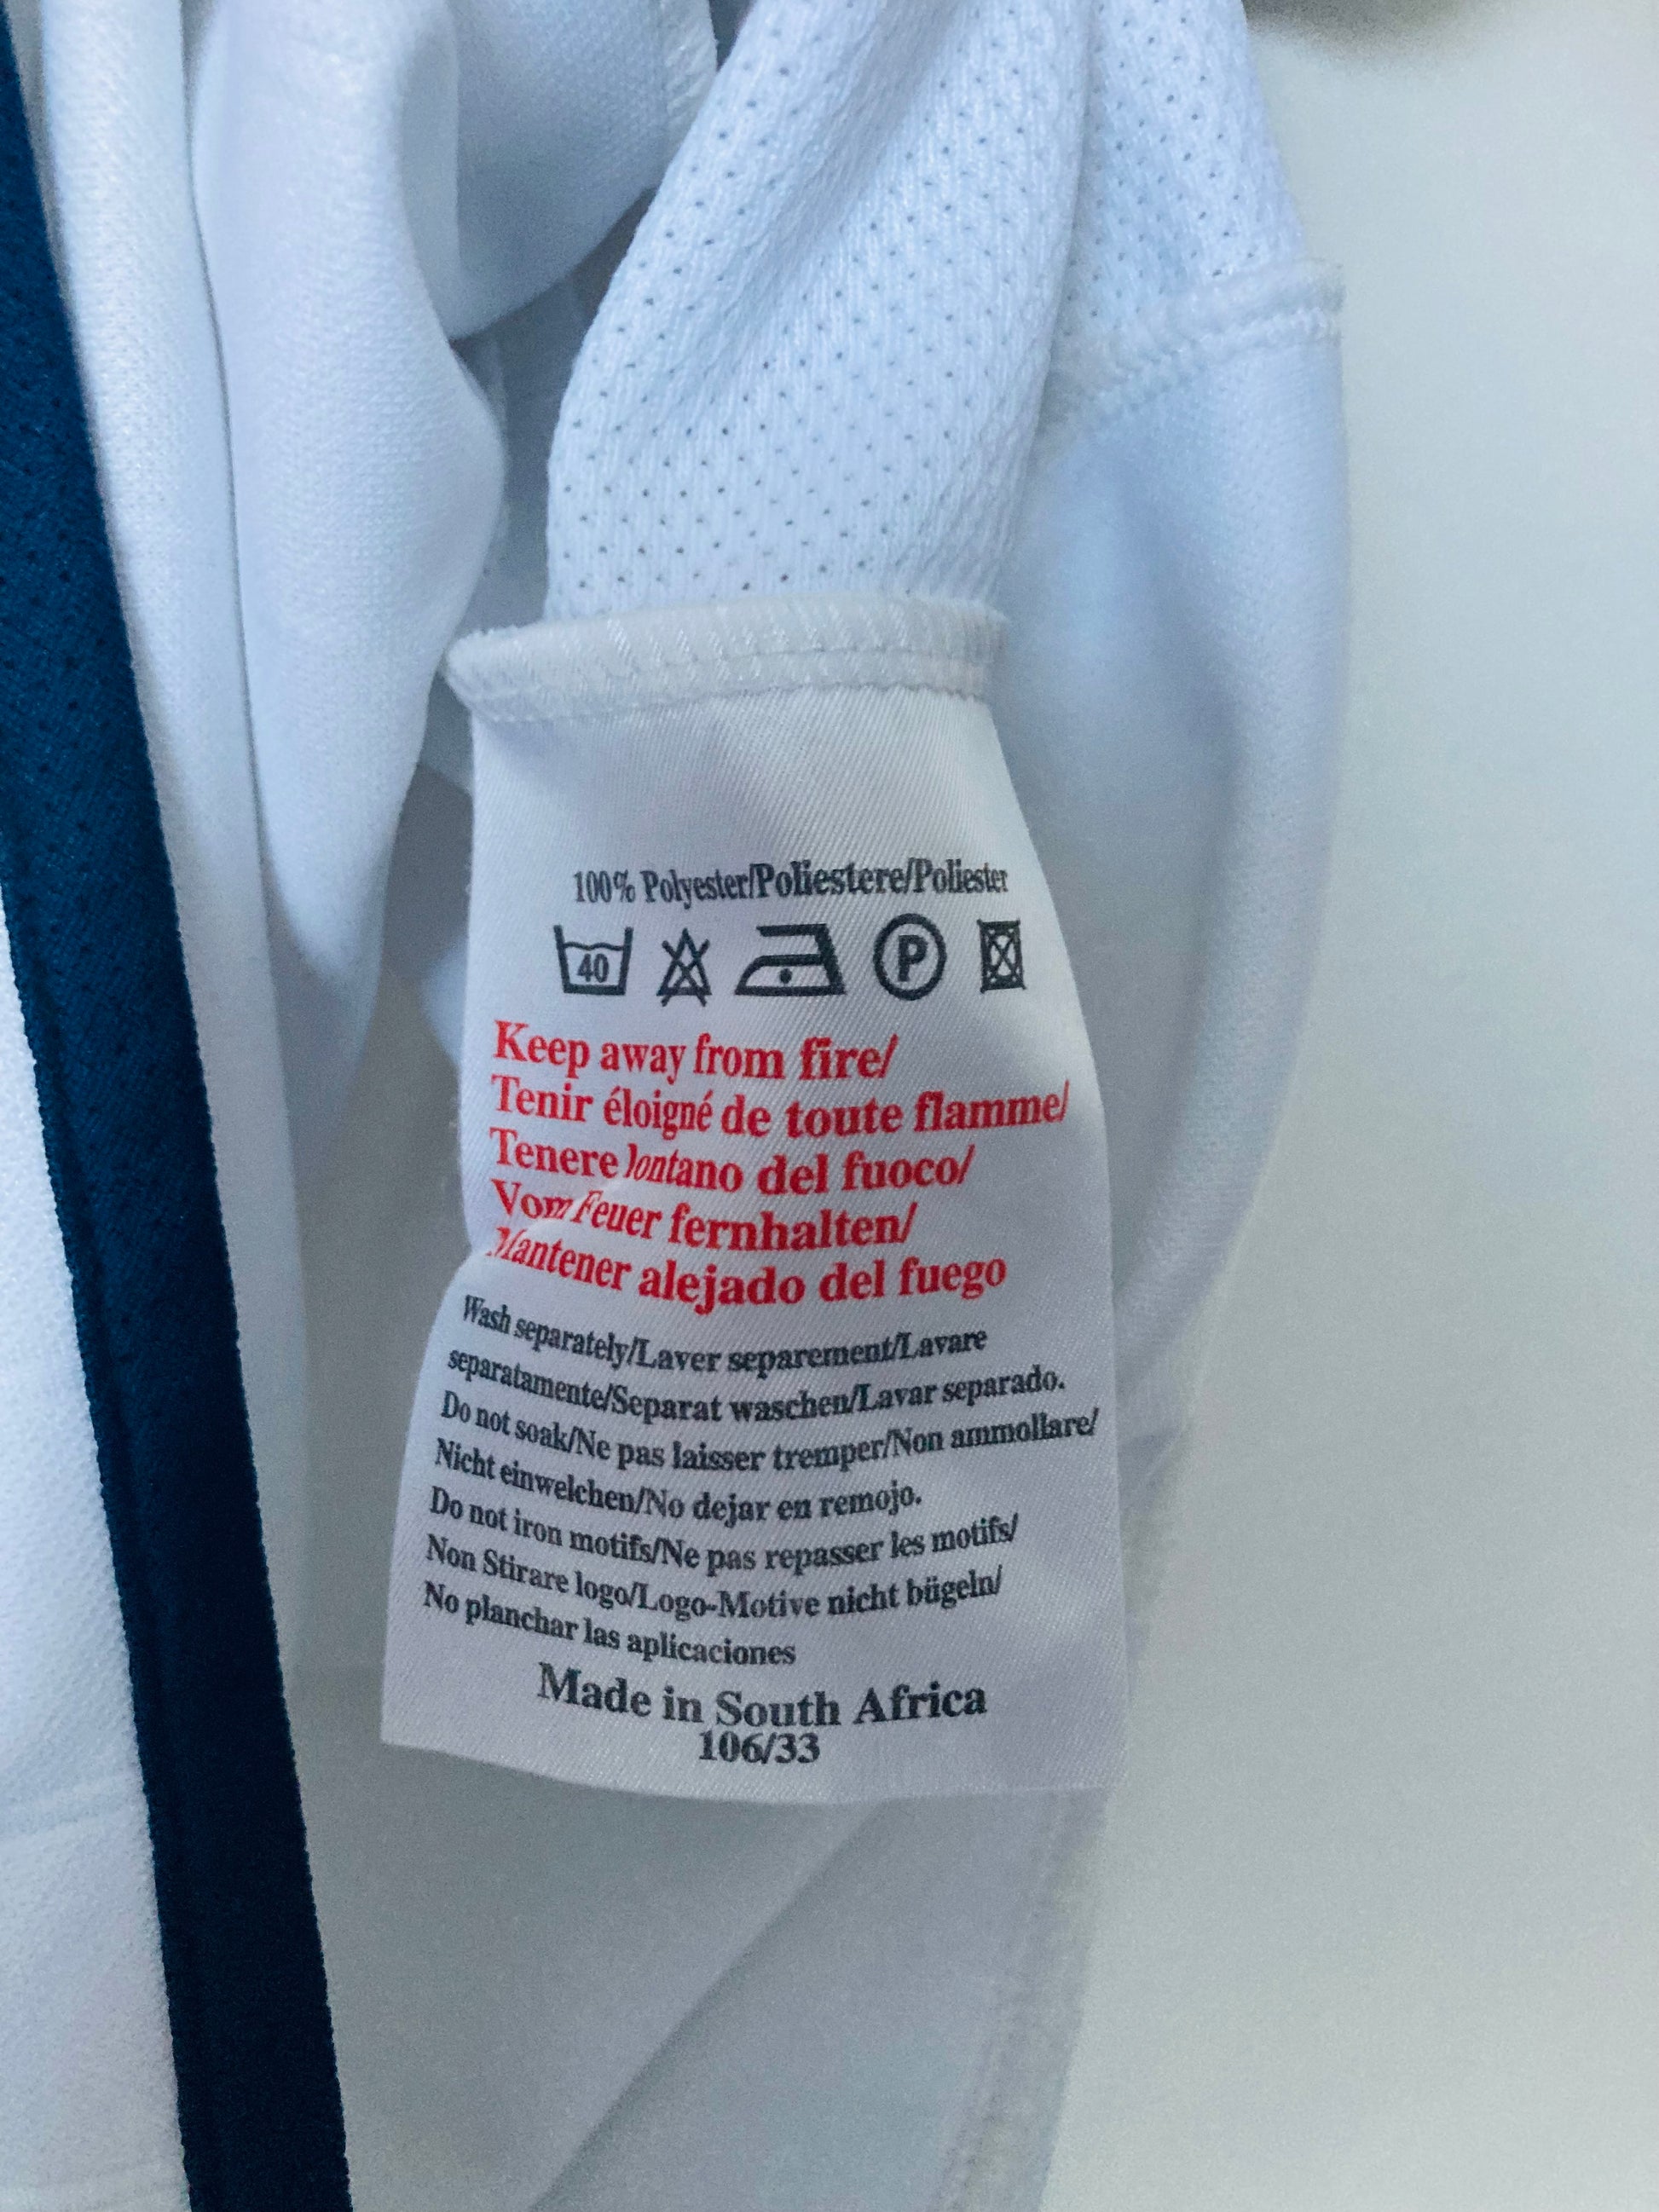 100% Polyester/Poliestere/Poliester
40 P
Keep away from fire/
Tenir éloigné de toute flamme/
Tenere lontano del fuoco/
Vom Feuer fernhalten/
Mantener alejado del fuego
Wash separately/Laver separement/Lavare
separatamente/Separat waschen/Lavar separado.
Do not soak/Ne pas laisser tremper/Non ammollare/
Nicht einwelchen/No dejar en remojo.
Do not iron motifs/Ne pas repasser les motifs/
Non Stirare logo/Logo-Motive nicht bügeln/
No planchar las aplicaciones
Made in South Africa
106/33